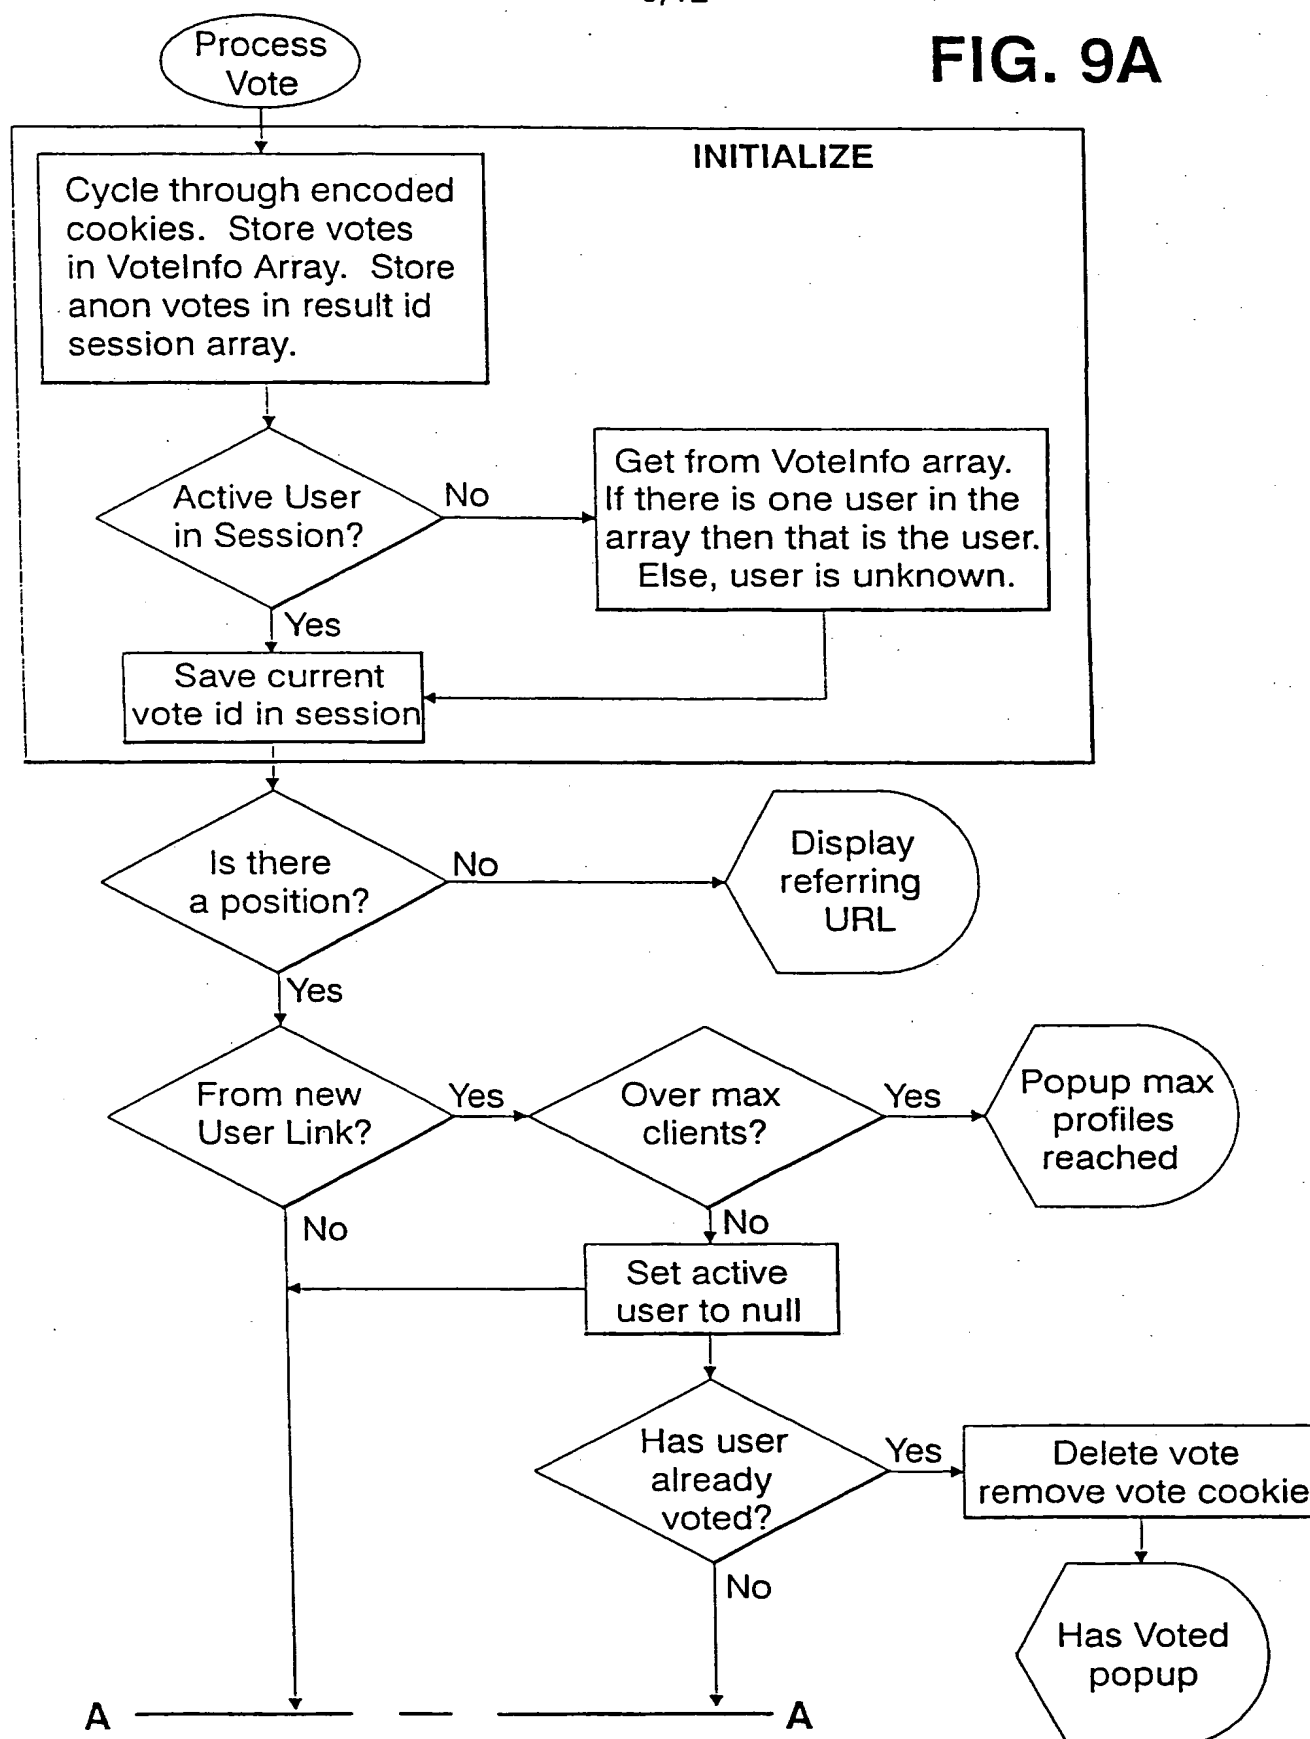 FIG. 9A
Process
Vote
INITIALIZE
Cycle through encoded
cookies. Store votes
in VoteInfo Array. Store
anon votes in result id
session array.
Active User
in Session?
No
Get from VoteInfo array.
If there is one user in the
array then that is the user.
Else, user is unknown.
Yes
Save current
vote id in session
Is there
a position?
No
Display
referring
URL
Yes
From new
User Link?
Yes
Over max
clients?
Yes
Popup max
profiles
reached
No
No
Set active
user to null
Has user
already
voted?
Yes
Delete vote
remove vote cookie
No
Has Voted
popup
A
A